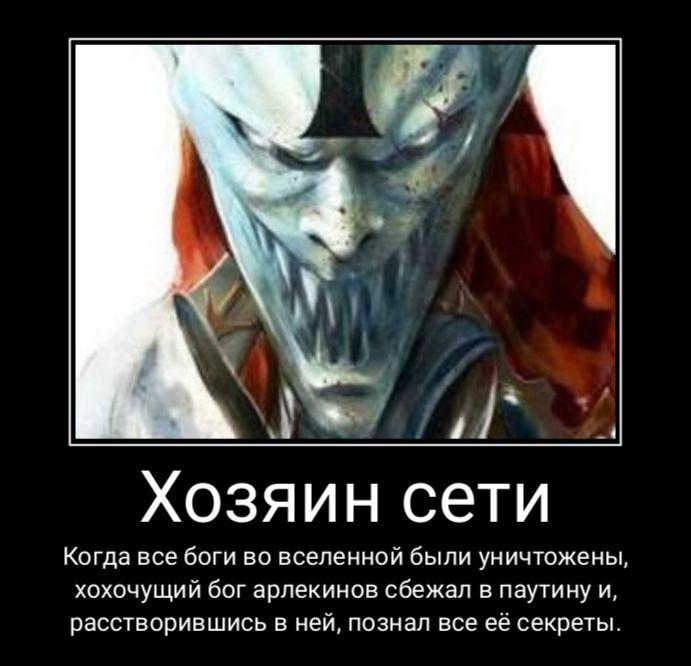 Хозяин сети
Когда все боги во вселенной были уничтожены,
хохочущий бог арлекинов сбежал в паутину и,
расстворившись в ней, познал все её секреты.